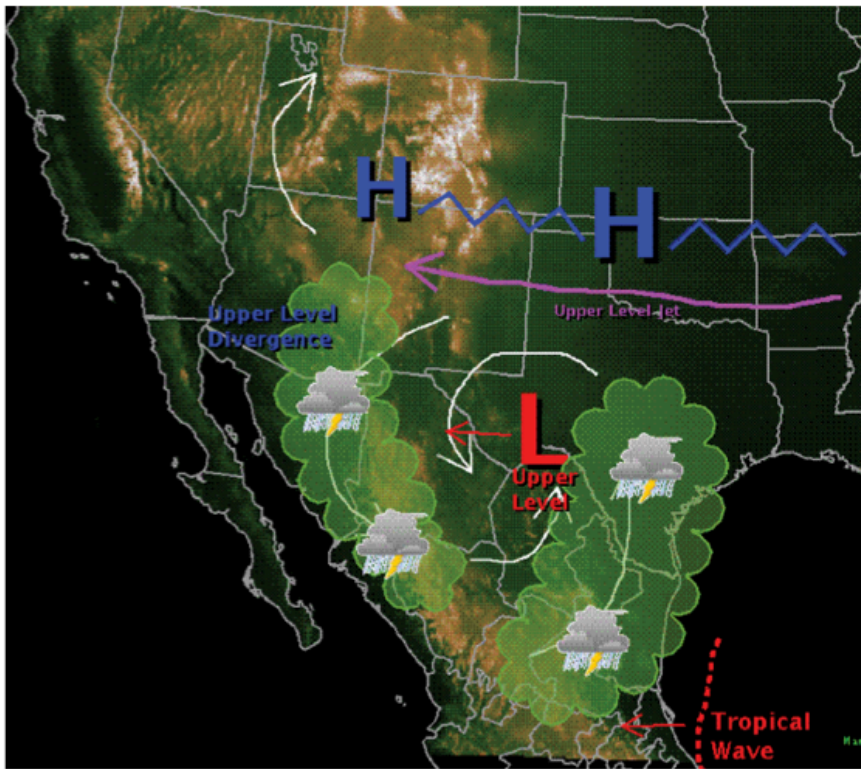 H
H
Upper Level
Divergence
Upper Level Jet
L
Upper
Level
Tropical
Wave